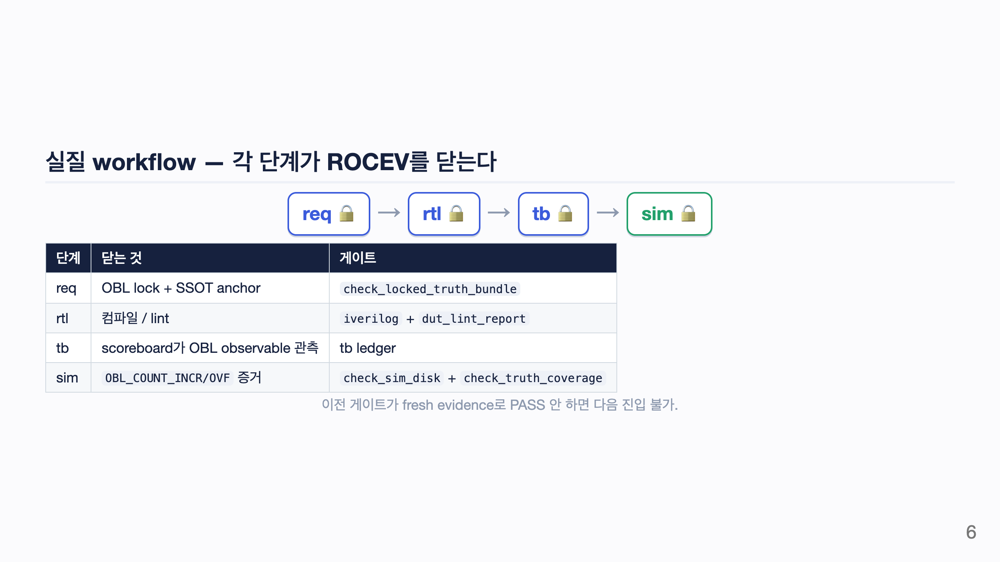 실질 workflow — 각 단계가 ROCEV를 닫는다
req 🔒 → rtl 🔒 → tb 🔒 → sim 🔒
단계 닫는 것 게이트
req OBL lock + SSOT anchor check_locked_truth_bundle
rtl 컴파일 / lint iverilog + dut_lint_report
tb scoreboard가 OBL observable 관측 tb ledger
sim OBL_COUNT_INCR/OVF 증거 check_sim_disk + check_truth_coverage
이전 게이트가 fresh evidence로 PASS 안 하면 다음 진입 불가.
6